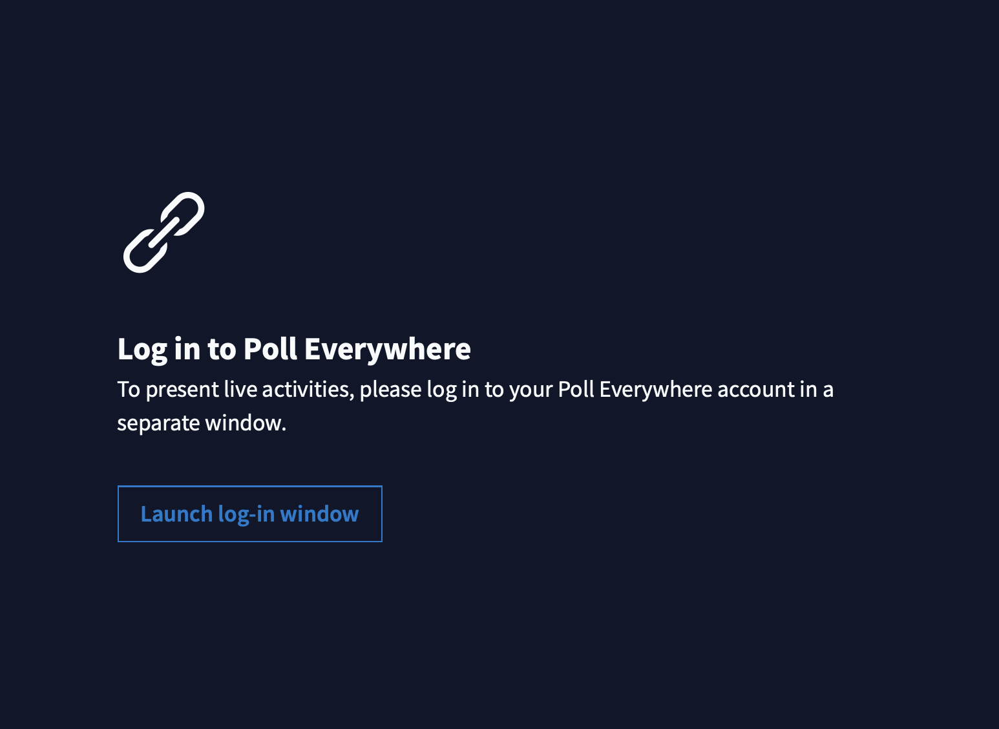 Log in to Poll Everywhere
To present live activities, please log in to your Poll Everywhere account in a
separate window.
Launch log-in window